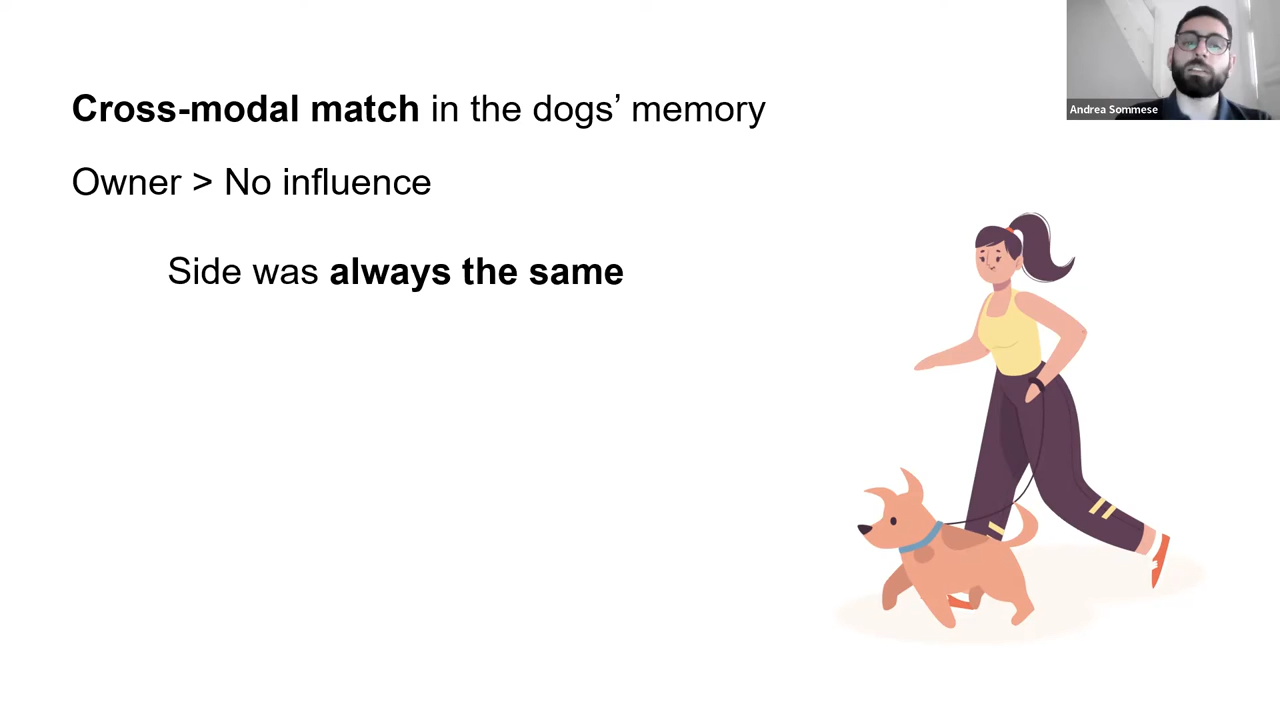 Cross-modal match in the dogs’ memory
Owner > No influence
Side was always the same
Andrea Sommese